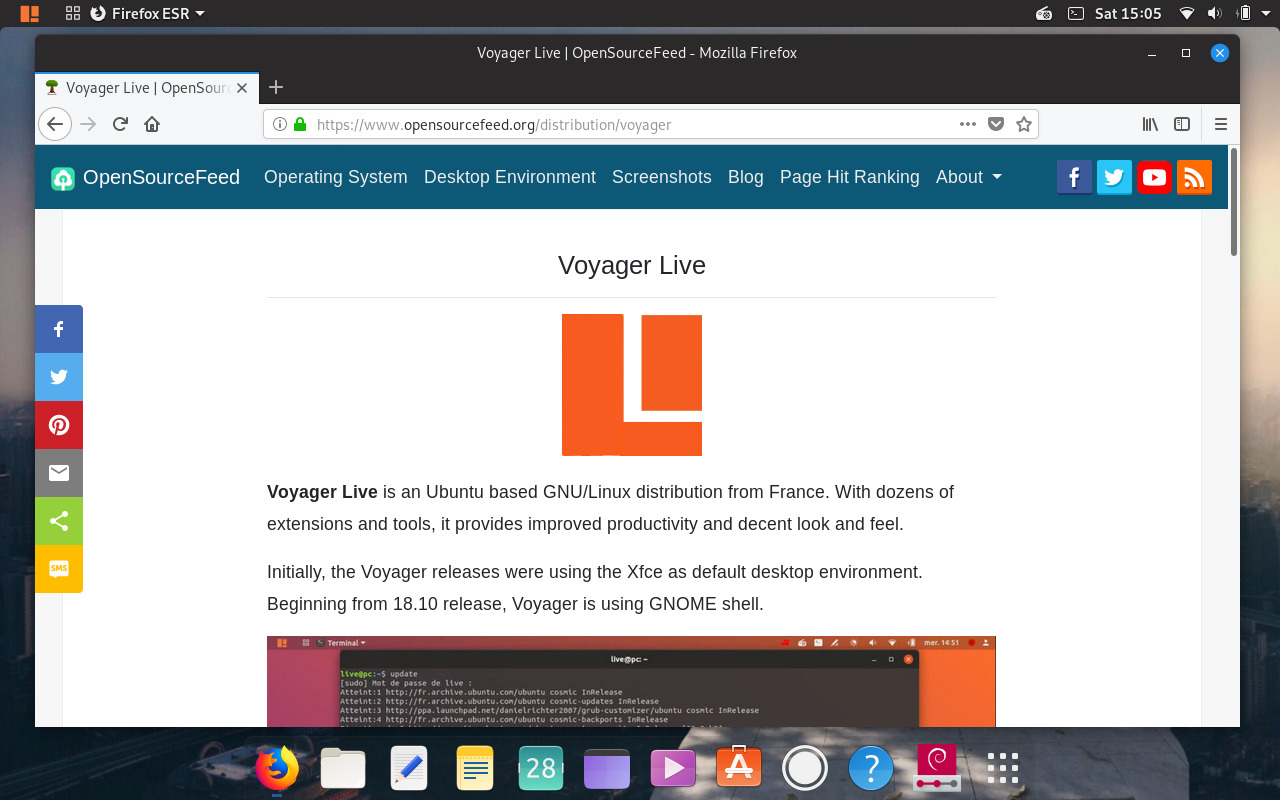 Firefox ESR
Sat 15:05
Voyager Live | OpenSourceFeed - Mozilla Firefox
Voyager Live | OpenSour
https://www.opensourcefeed.org/distribution/voyager
OpenSourceFeed Operating System Desktop Environment Screenshots Blog Page Hit Ranking About
Voyager Live
Voyager Live is an Ubuntu based GNU/Linux distribution from France. With dozens of
extensions and tools, it provides improved productivity and decent look and feel.
SMS
Initially, the Voyager releases were using the Xfce as default desktop environment.
Beginning from 18.10 release, Voyager is using GNOME shell.
Terminal
mer. 14:51
live@pc: ~
live@pc:~$ update
[sudo] Mot de passe de live :
Atteint:1 http://fr.archive.ubuntu.com/ubuntu cosmic InRelease
Atteint:2 http://fr.archive.ubuntu.com/ubuntu cosmic-updates InRelease
Atteint:3 http://ppa.launchpad.net/danielrichter2007/grub-customizer/ubuntu cosmic InRelease
Atteint:4 http://fr.archive.ubuntu.com/ubuntu cosmic-backports InRelease
28
?